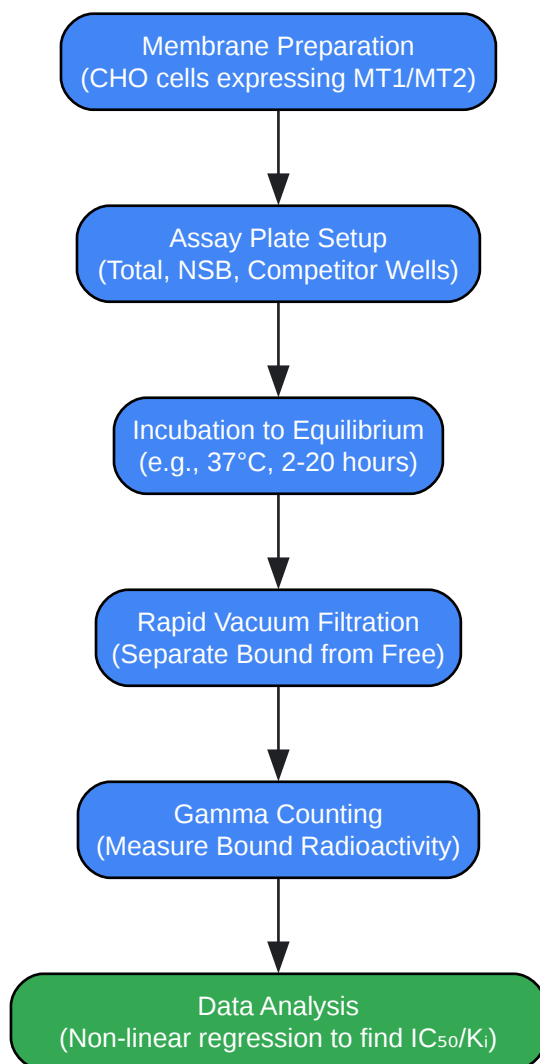 Membrane Preparation
(CHO cells expressing MT1/MT2)
Assay Plate Setup
(Total, NSB, Competitor Wells)
Incubation to Equilibrium
(e.g., 37°C, 2-20 hours)
Rapid Vacuum Filtration
(Separate Bound from Free)
Gamma Counting
(Measure Bound Radioactivity)
Data Analysis
(Non-linear regression to find IC₅₀/Kᵢ)